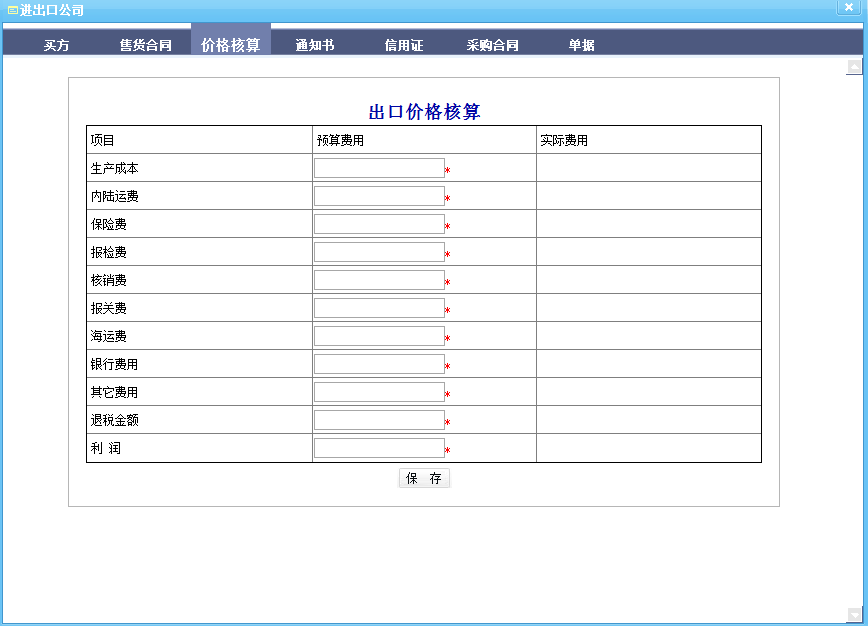 进出口公司
买方 售货合同 价格核算 通知书 信用证 采购合同 单据
出口价格核算
项目 预算费用 实际费用
生产成本 *
内陆运费 *
保险费 *
报检费 *
核销费 *
报关费 *
海运费 *
银行费用 *
其它费用 *
退税金额 *
利 润 *
保 存